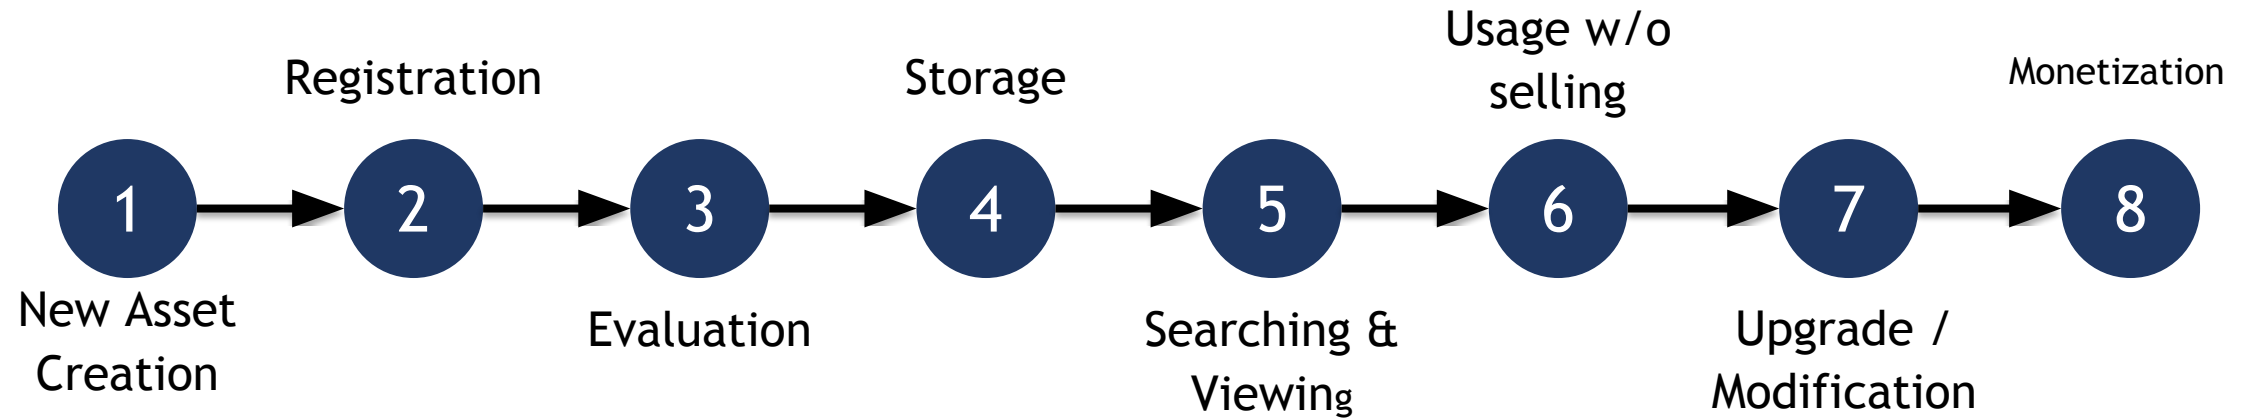 Usage w/o
selling
Registration
Storage
Monetization
1
2
3
4
5
6
7
8
New Asset
Creation
Evaluation
Searching &
Viewing
Upgrade /
Modification